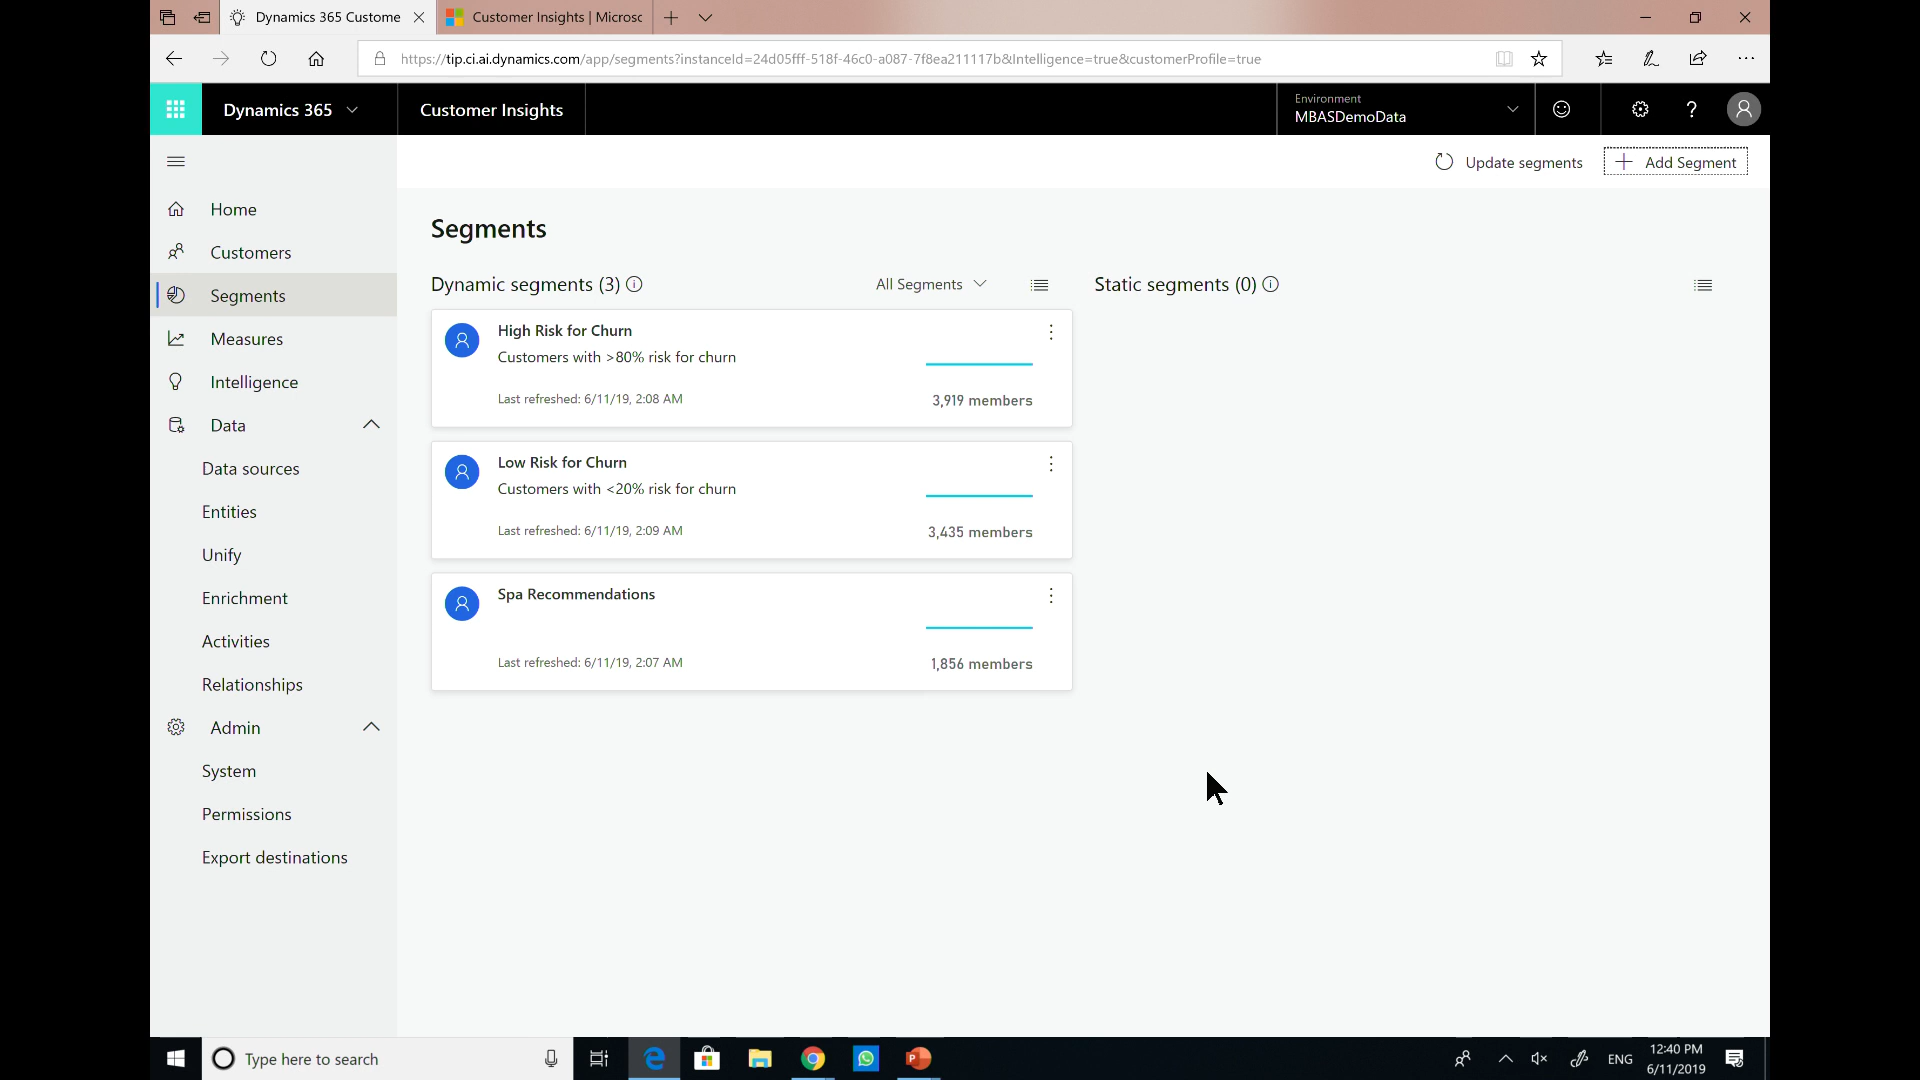 Dynamics 365 Custome
Customer Insights | Microsc
https://tip.ci.ai.dynamics.com/app/segments?instanceId=24d05fff-518f-46c0-a087-7f8ea211117b&Intelligence=true&customerProfile=true
Dynamics 365
Customer Insights
Environment
MBASDemoData
?
Update segments
Add Segment
Home
Customers
Segments
Measures
Intelligence
Data
Data sources
Entities
Unify
Enrichment
Activities
Relationships
Admin
System
Permissions
Export destinations
Segments
Dynamic segments (3)
All Segments
Static segments (0)
High Risk for Churn
Customers with >80% risk for churn
Last refreshed: 6/11/19, 2:08 AM
3,919 members
Low Risk for Churn
Customers with <20% risk for churn
Last refreshed: 6/11/19, 2:09 AM
3,435 members
Spa Recommendations
Last refreshed: 6/11/19, 2:07 AM
1,856 members
Type here to search
ENG
12:40 PM
6/11/2019